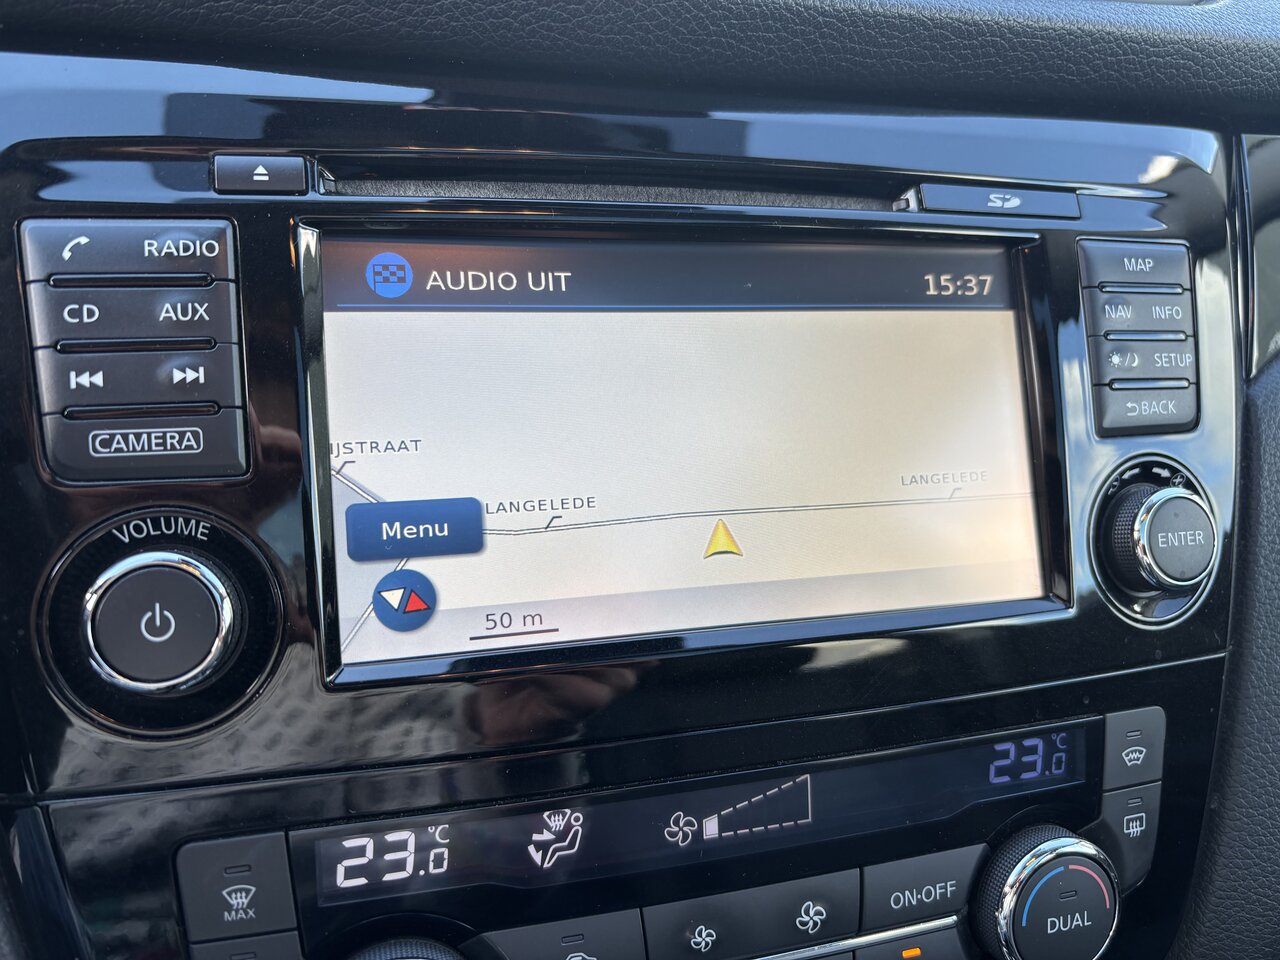 RADIO
CD AUX
CAMERA
VOLUME
AUDIO UIT 15:37
IJSTRAAT
LANGELEDE
LANGELEDE
Menu
50 m
MAP
NAV INFO
SETUP
BACK
ENTER
SD
23.0 °C
23.0 °C
MAX
ON·OFF
DUAL